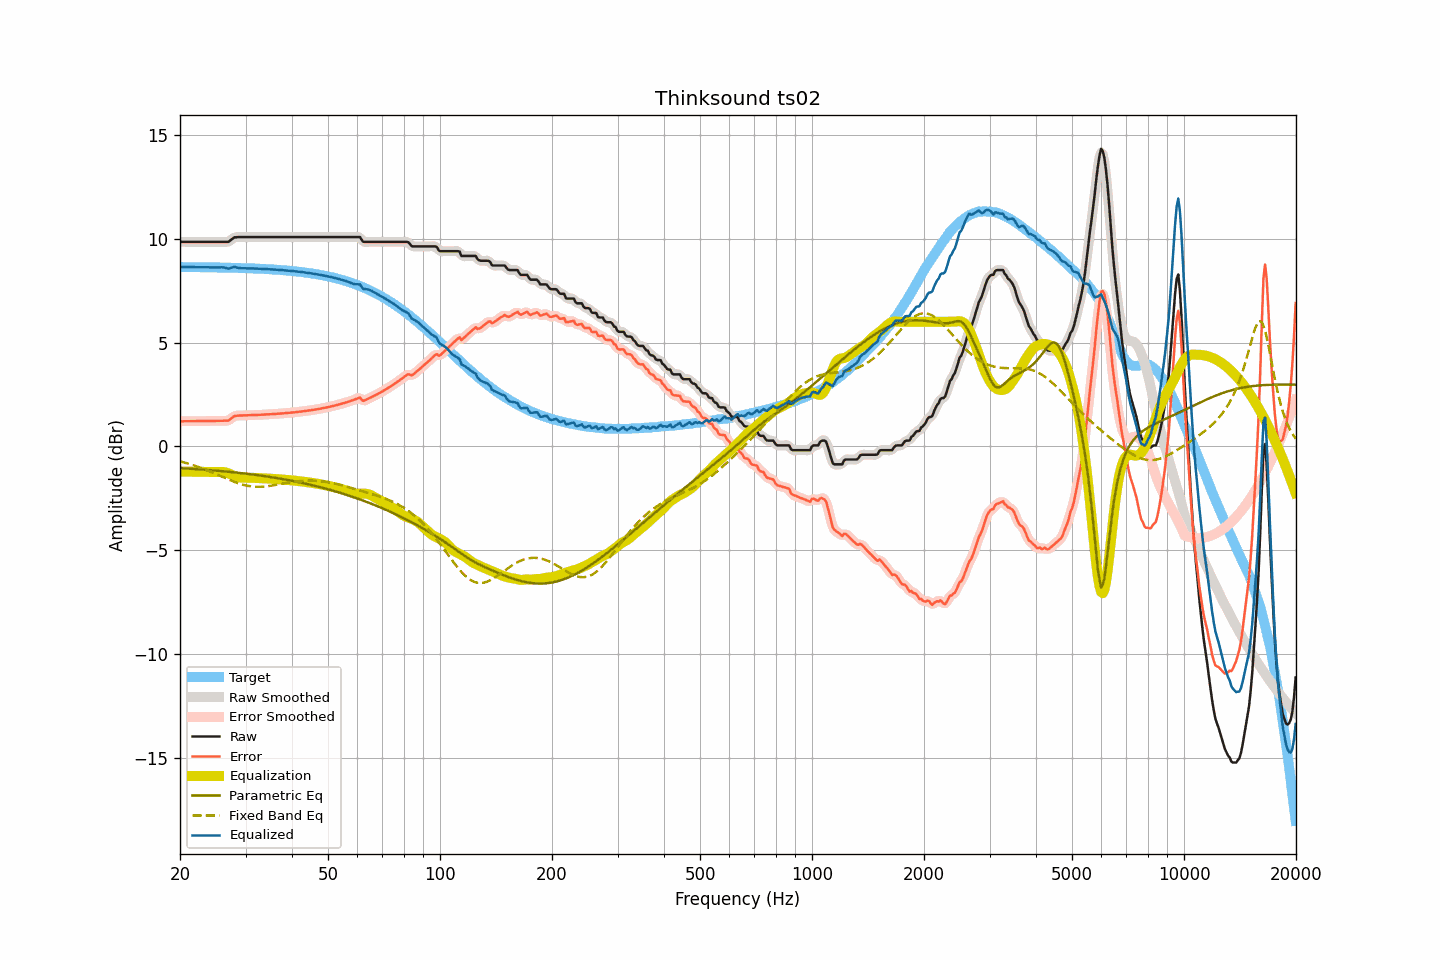 Thinksound ts02
15
10
5
0
−5
−10
−15
Amplitude (dBr)
Target
Raw Smoothed
Error Smoothed
Raw
Error
Equalization
Parametric Eq
Fixed Band Eq
Equalized
20 50 100 200 500 1000 2000 5000 10000 20000
Frequency (Hz)